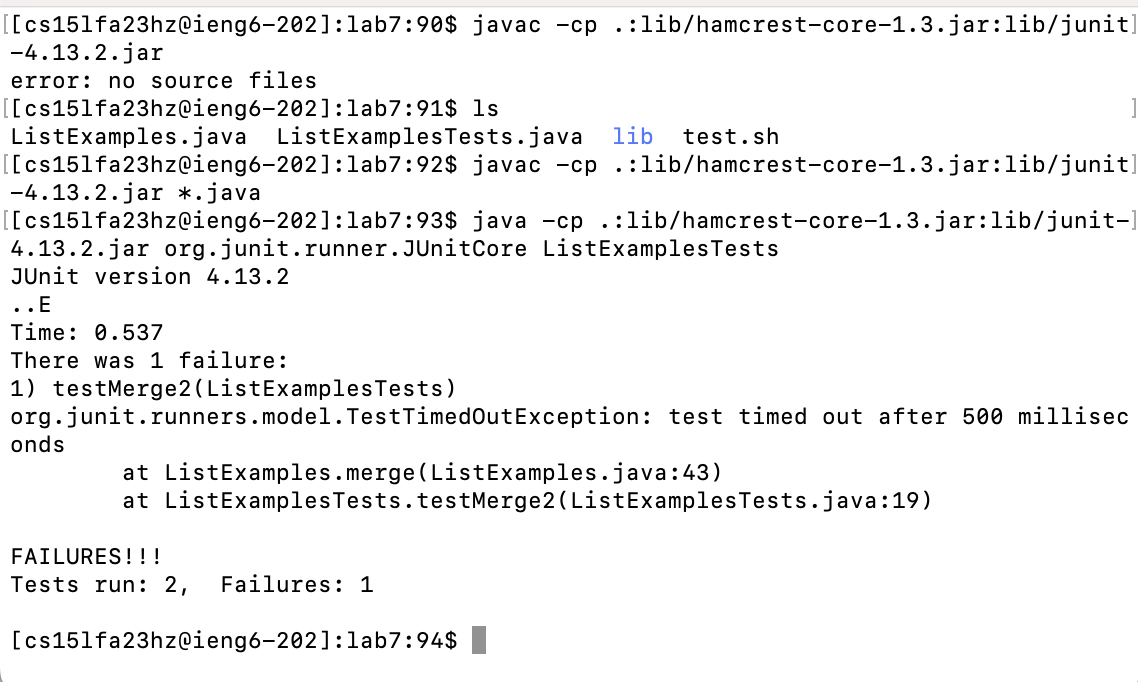 [[cs15lfa23hz@ieng6-202]:lab7:90$ javac -cp .:lib/hamcrest-core-1.3.jar:lib/junit]
-4.13.2.jar
error: no source files
[[cs15lfa23hz@ieng6-202]:lab7:91$ ls ]
ListExamples.java  ListExamplesTests.java  lib  test.sh
[[cs15lfa23hz@ieng6-202]:lab7:92$ javac -cp .:lib/hamcrest-core-1.3.jar:lib/junit]
-4.13.2.jar *.java
[[cs15lfa23hz@ieng6-202]:lab7:93$ java -cp .:lib/hamcrest-core-1.3.jar:lib/junit-]
4.13.2.jar org.junit.runner.JUnitCore ListExamplesTests
JUnit version 4.13.2
..E
Time: 0.537
There was 1 failure:
1) testMerge2(ListExamplesTests)
org.junit.runners.model.TestTimedOutException: test timed out after 500 millisec
onds
        at ListExamples.merge(ListExamples.java:43)
        at ListExamplesTests.testMerge2(ListExamplesTests.java:19)
FAILURES!!!
Tests run: 2,  Failures: 1
[cs15lfa23hz@ieng6-202]:lab7:94$